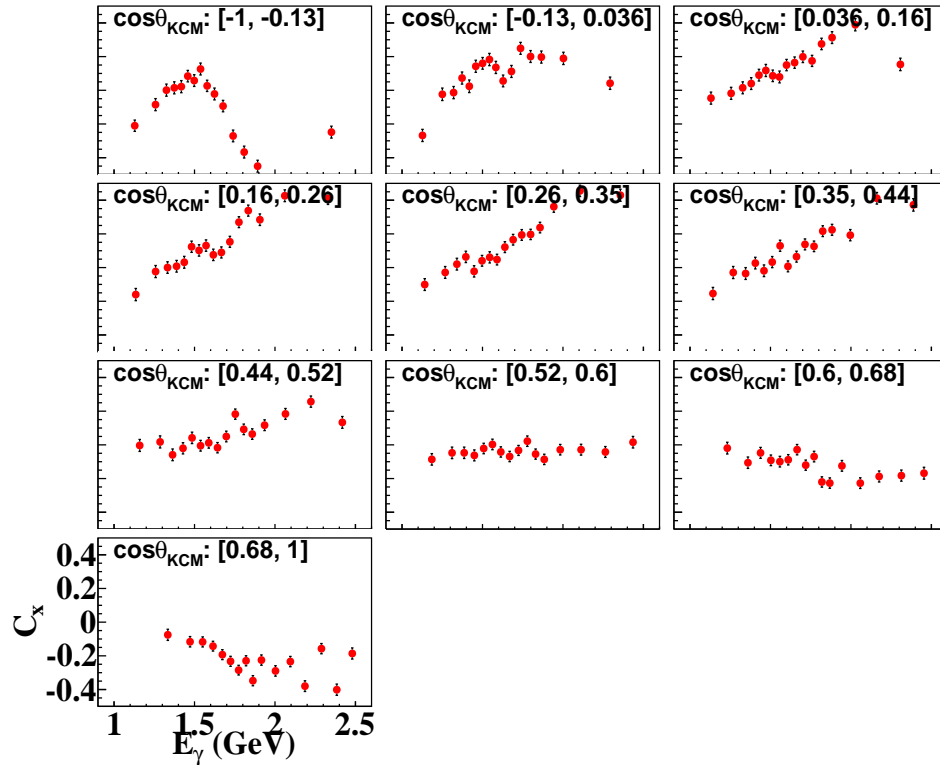 cosθKCM: [-1, -0.13]
cosθKCM: [-0.13, 0.036]
cosθKCM: [0.036, 0.16]
cosθKCM: [0.16, 0.26]
cosθKCM: [0.26, 0.35]
cosθKCM: [0.35, 0.44]
cosθKCM: [0.44, 0.52]
cosθKCM: [0.52, 0.6]
cosθKCM: [0.6, 0.68]
cosθKCM: [0.68, 1]
0.4
0.2
0
-0.2
-0.4
Cx
1 1.5 2 2.5
Eγ (GeV)